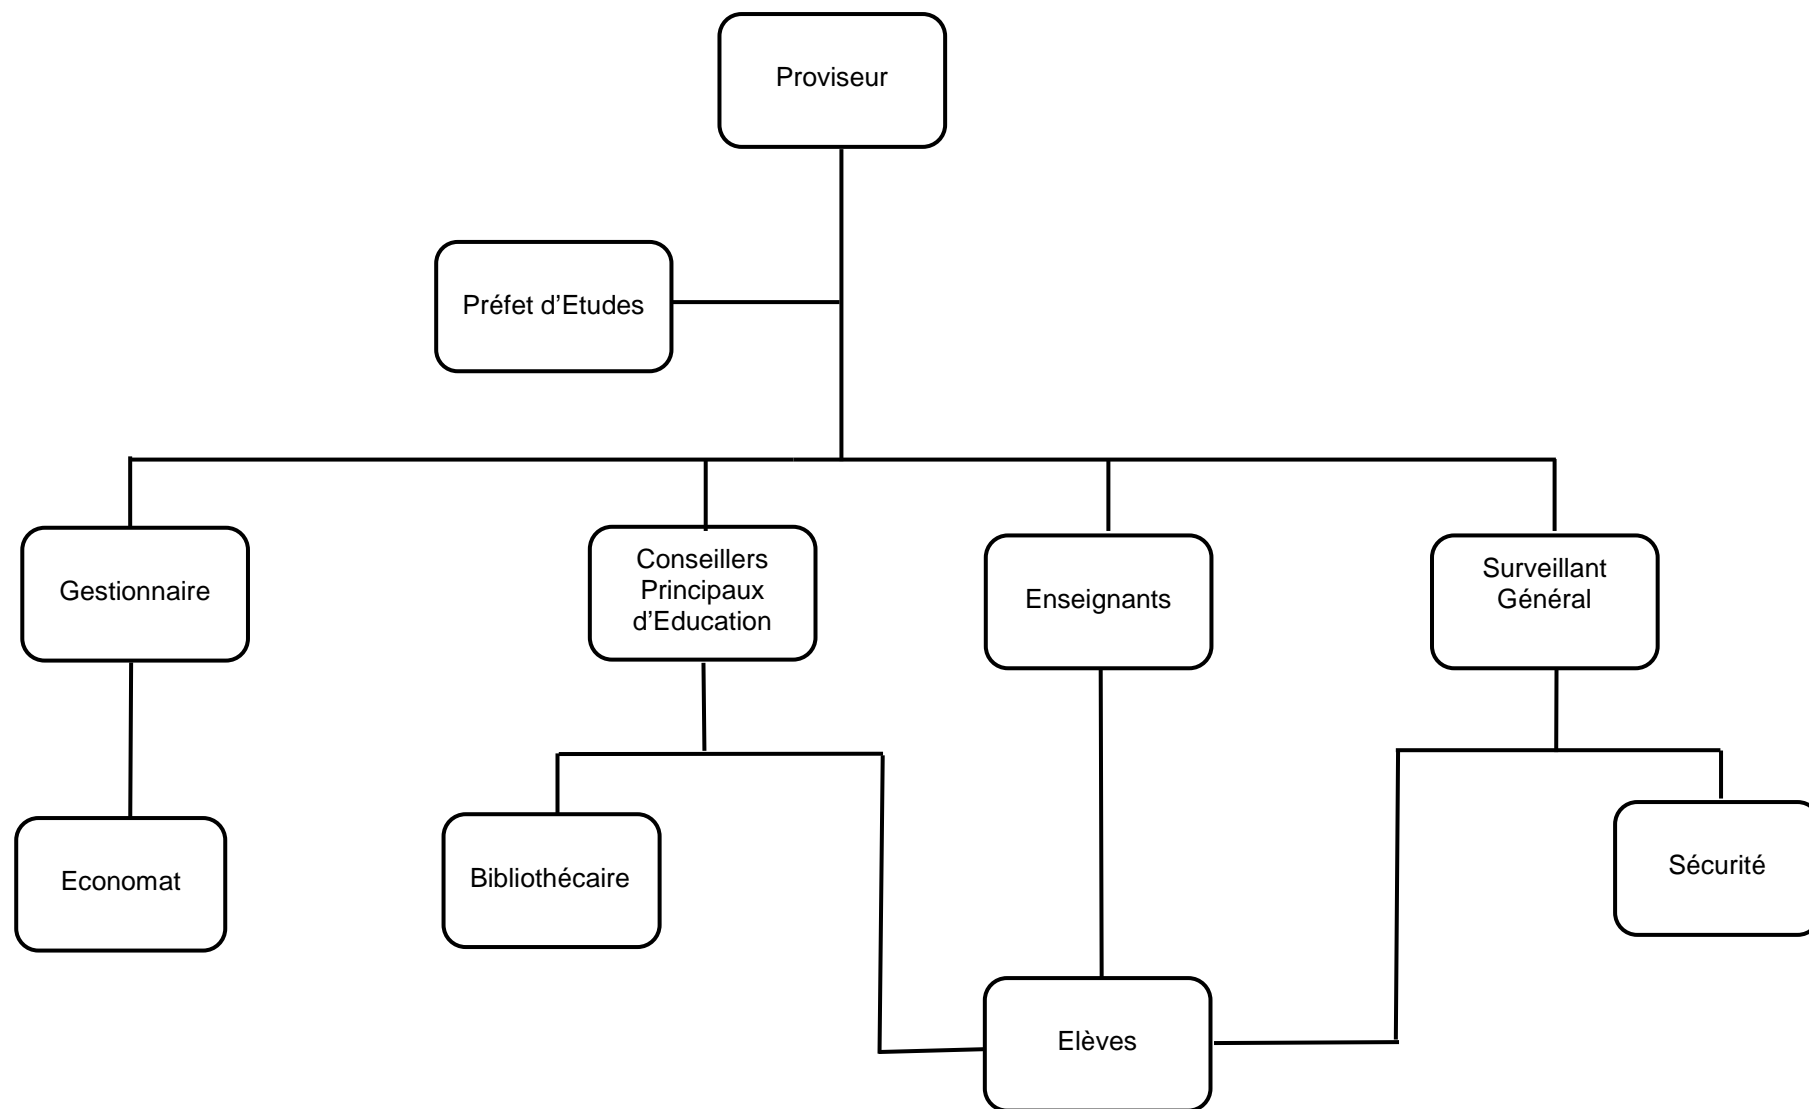 Proviseur
Préfet d’Etudes
Gestionnaire
Conseillers
Principaux
d’Education
Enseignants
Surveillant
Général
Economat
Bibliothécaire
Sécurité
Elèves